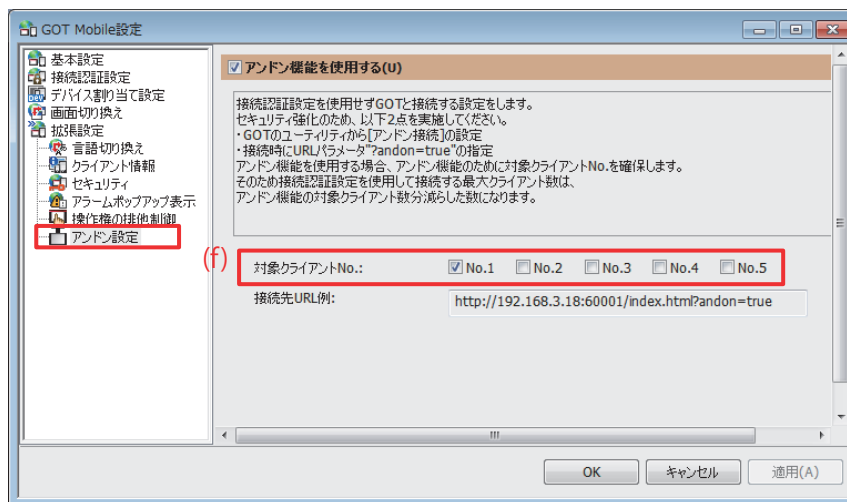 GOT Mobile設定
基本設定
接続認証設定
デバイス割り当て設定
画面切り換え
拡張設定
言語切り換え
クライアント情報
セキュリティ
アラームポップアップ表示
操作権の排他制御
アンドン設定
アンドン機能を使用する(U)
接続認証設定を使用せずGOTと接続する設定をします。
セキュリティ強化のため、以下2点を実施してください。
・GOTのユーティリティから[アンドン接続]の設定
・接続時にURLパラメータ"?andon=true"の指定
アンドン機能を使用する場合、アンドン機能のために対象クライアントNo.を確保します。
そのため接続認証設定を使用して接続する最大クライアント数は、
アンドン機能の対象クライアント数分減らした数になります。
(f)
対象クライアントNo.: No.1 No.2 No.3 No.4 No.5
接続先URL例: http://192.168.3.18:60001/index.html?andon=true
OK キャンセル 適用(A)